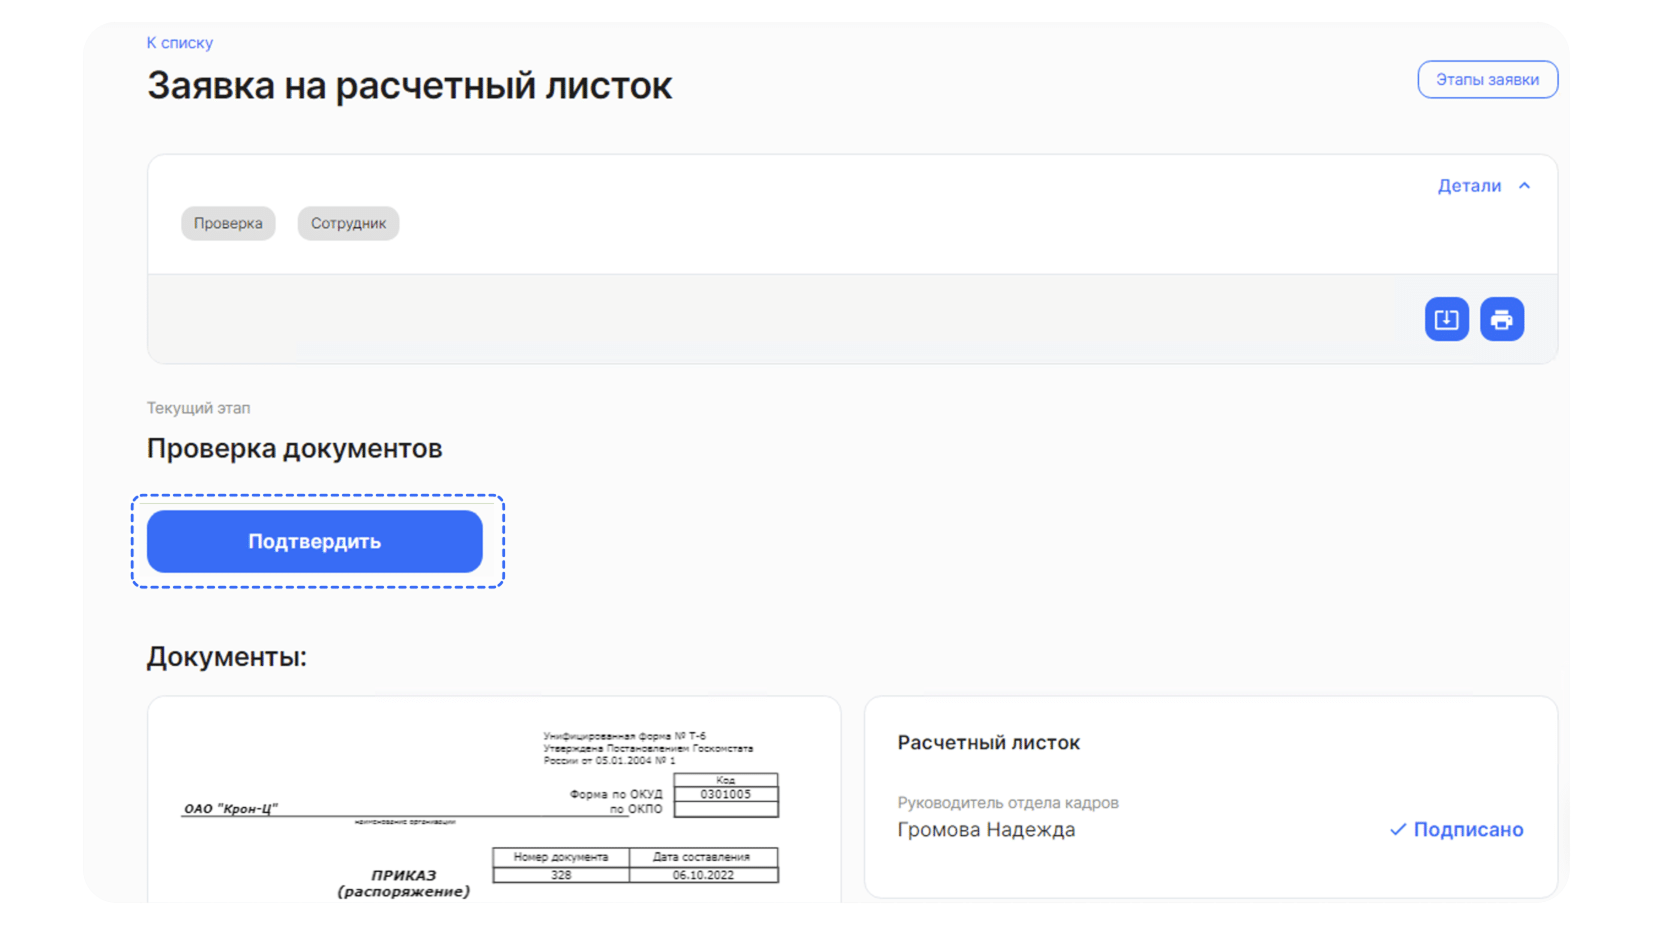 К списку
Заявка на расчетный листок
Этапы заявки
Детали
Проверка
Сотрудник
Текущий этап
Проверка документов
Подтвердить
Документы:
Унифицированная форма № Т-6
Утверждена Постановлением Госкомстата
России от 05.01.2004 № 1
Код
Форма по ОКУД 0301005
по ОКПО
ОАО "Крон-Ц"
наименование организации
Номер документа Дата составления
328 06.10.2022
ПРИКАЗ
(распоряжение)
Расчетный листок
Руководитель отдела кадров
Громова Надежда
Подписано